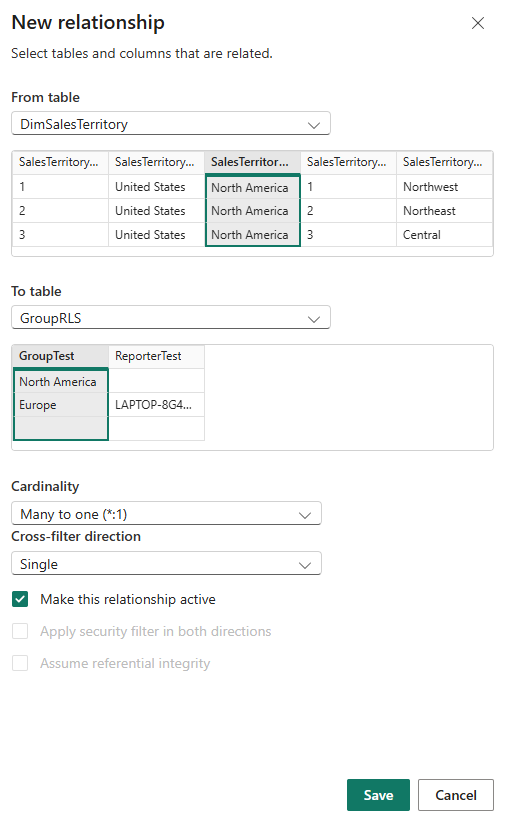 New relationship
Select tables and columns that are related.
From table
DimSalesTerritory
SalesTerritory... SalesTerritory... SalesTerritor... SalesTerritory... SalesTerritory...
1 United States North America 1 Northwest
2 United States North America 2 Northeast
3 United States North America 3 Central
To table
GroupRLS
GroupTest ReporterTest
North America
Europe LAPTOP-8G4...
Cardinality
Many to one (*:1)
Cross-filter direction
Single
Make this relationship active
Apply security filter in both directions
Assume referential integrity
Save Cancel